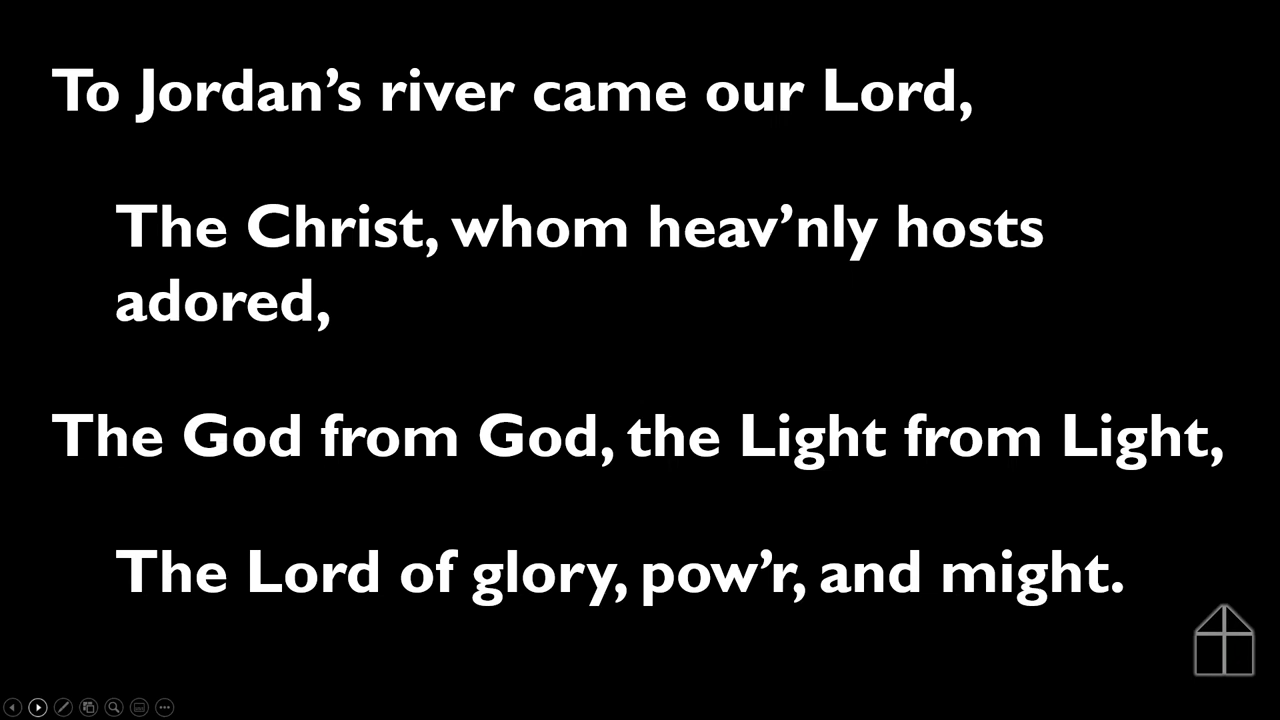 To Jordan’s river came our Lord,
The Christ, whom heav’nly hosts
adored,
The God from God, the Light from Light,
The Lord of glory, pow’r, and might.